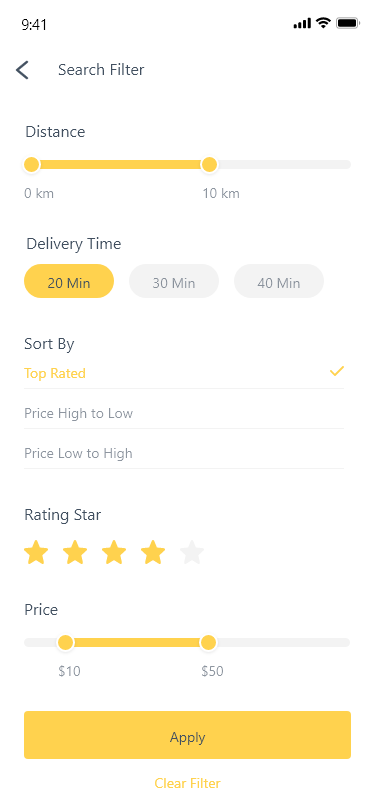 9:41
Search Filter
Distance
0 km 10 km
Delivery Time
20 Min 30 Min 40 Min
Sort By
Top Rated
Price High to Low
Price Low to High
Rating Star
Price
$10 $50
Apply
Clear Filter